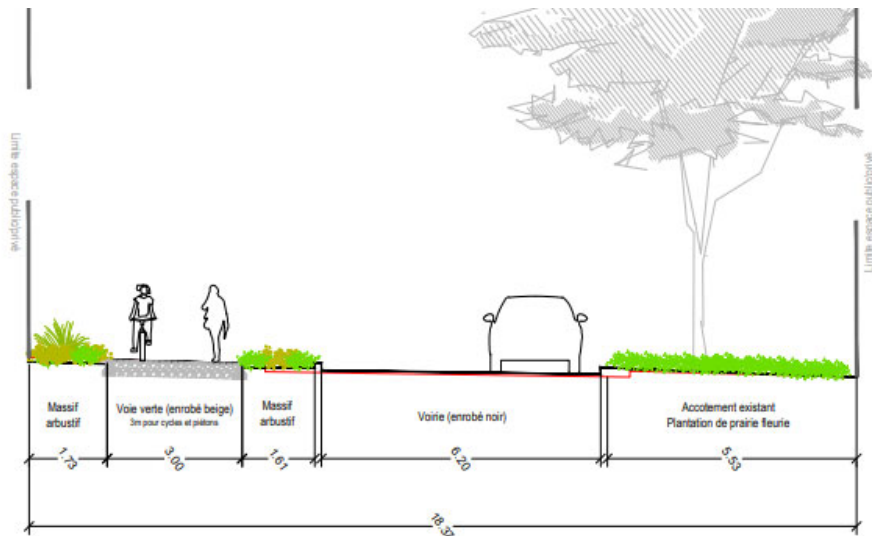 Limite espace public/privé
Limite espace public/privé
Massif
arbustif
Voie verte (enrobé beige)
3m pour cycles et piétons
Massif
arbustif
Voirie (enrobé noir)
Accotement existant
Plantation de prairie fleurie
1.73
3.00
1.61
6.20
5.53